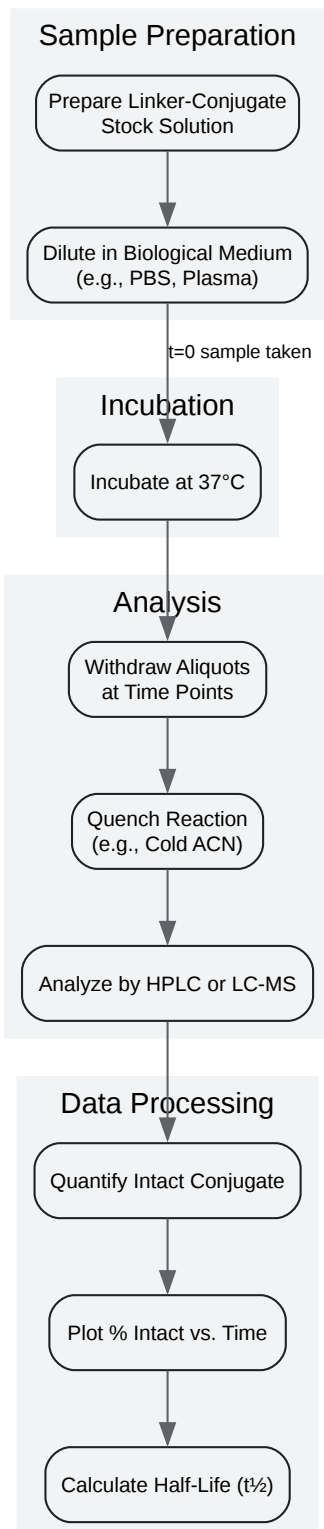 Sample Preparation
Prepare Linker-Conjugate
Stock Solution
Dilute in Biological Medium
(e.g., PBS, Plasma)
t=0 sample taken
Incubation
Incubate at 37°C
Analysis
Withdraw Aliquots
at Time Points
Quench Reaction
(e.g., Cold ACN)
Analyze by HPLC or LC-MS
Data Processing
Quantify Intact Conjugate
Plot % Intact vs. Time
Calculate Half-Life (t½)